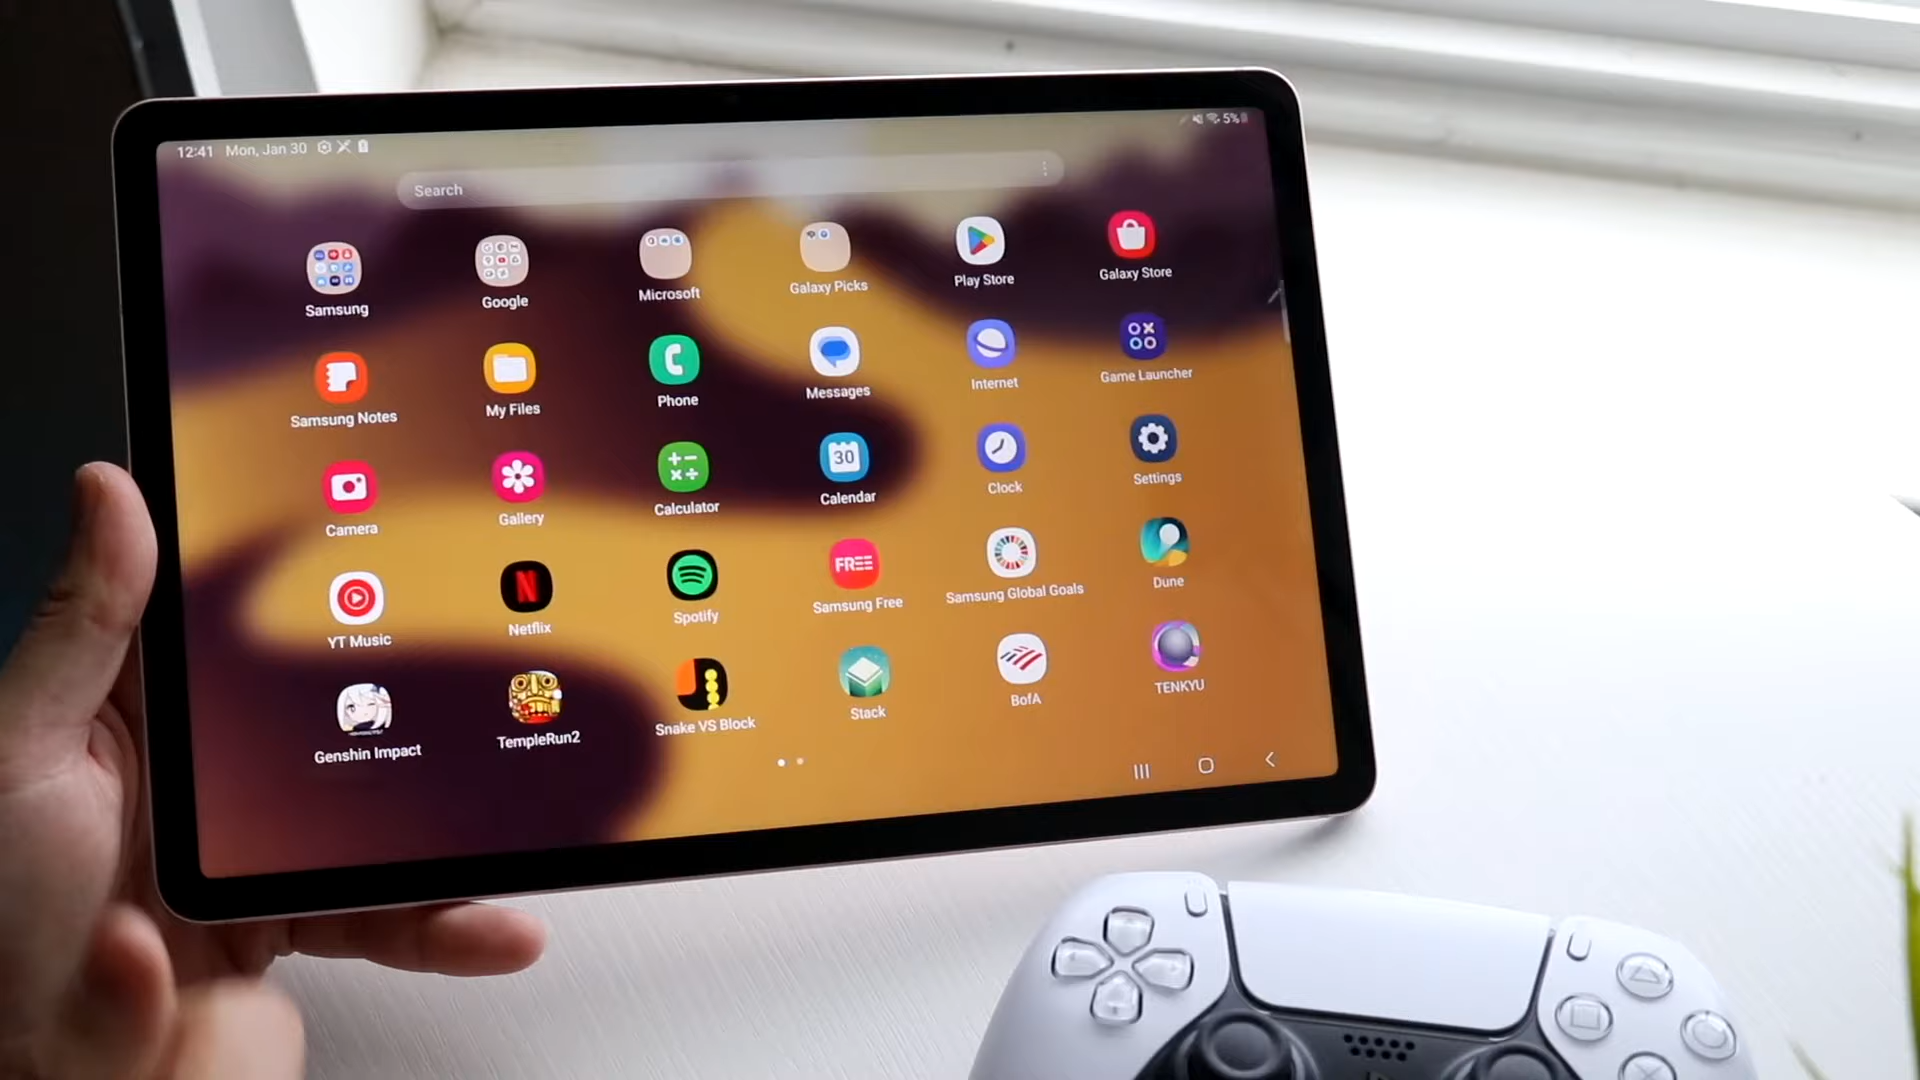 12:41 Mon, Jan 30
5%
Search
Samsung
Google
Microsoft
Galaxy Picks
Play Store
Galaxy Store
Samsung Notes
My Files
Phone
Messages
Internet
Game Launcher
Camera
Gallery
Calculator
30
Calendar
Clock
Settings
YT Music
N
Netflix
Spotify
FREE
Samsung Free
Samsung Global Goals
Dune
Genshin Impact
TempleRun2
Snake VS Block
Stack
BofA
TENKYU